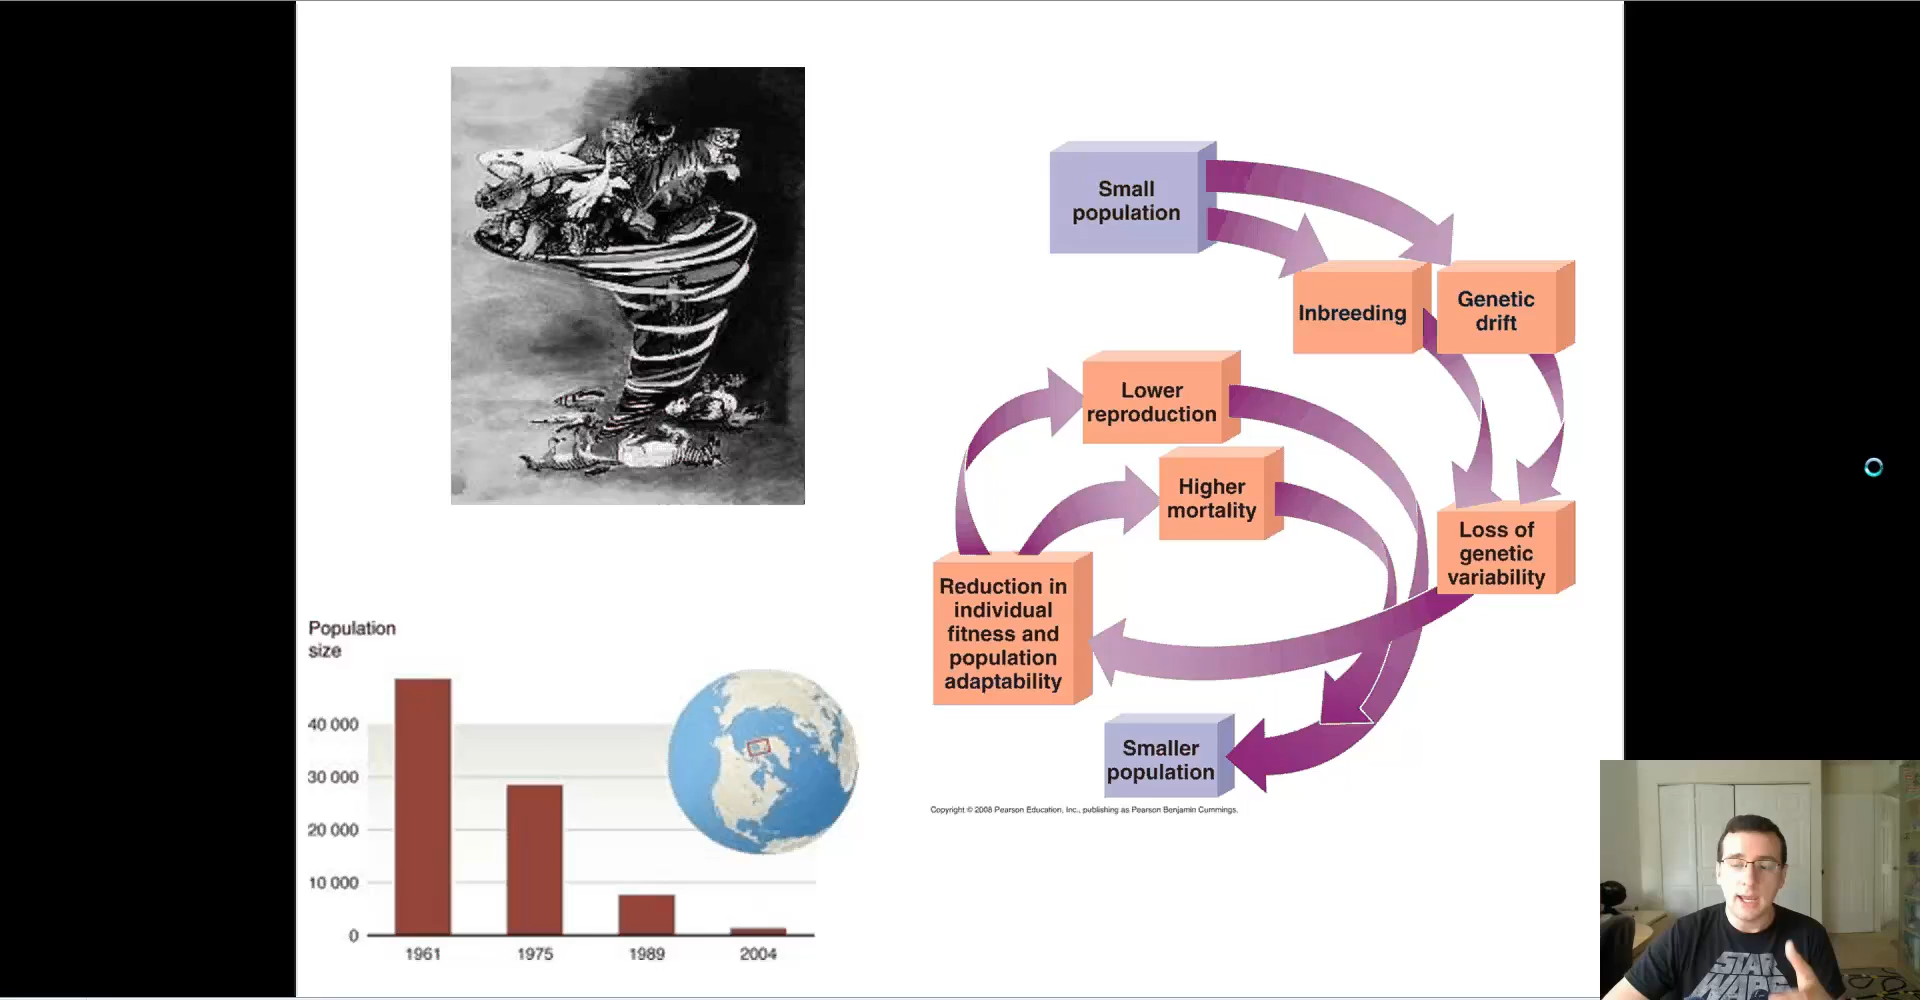 Small
population
Inbreeding
Genetic
drift
Lower
reproduction
Higher
mortality
Loss of
genetic
variability
Reduction in
individual
fitness and
population
adaptability
Smaller
population
Copyright © 2008 Pearson Education, Inc., publishing as Pearson Benjamin Cummings.
Population
size
40 000
30 000
20 000
10 000
0
1961
1975
1989
2004
STAR
WARS